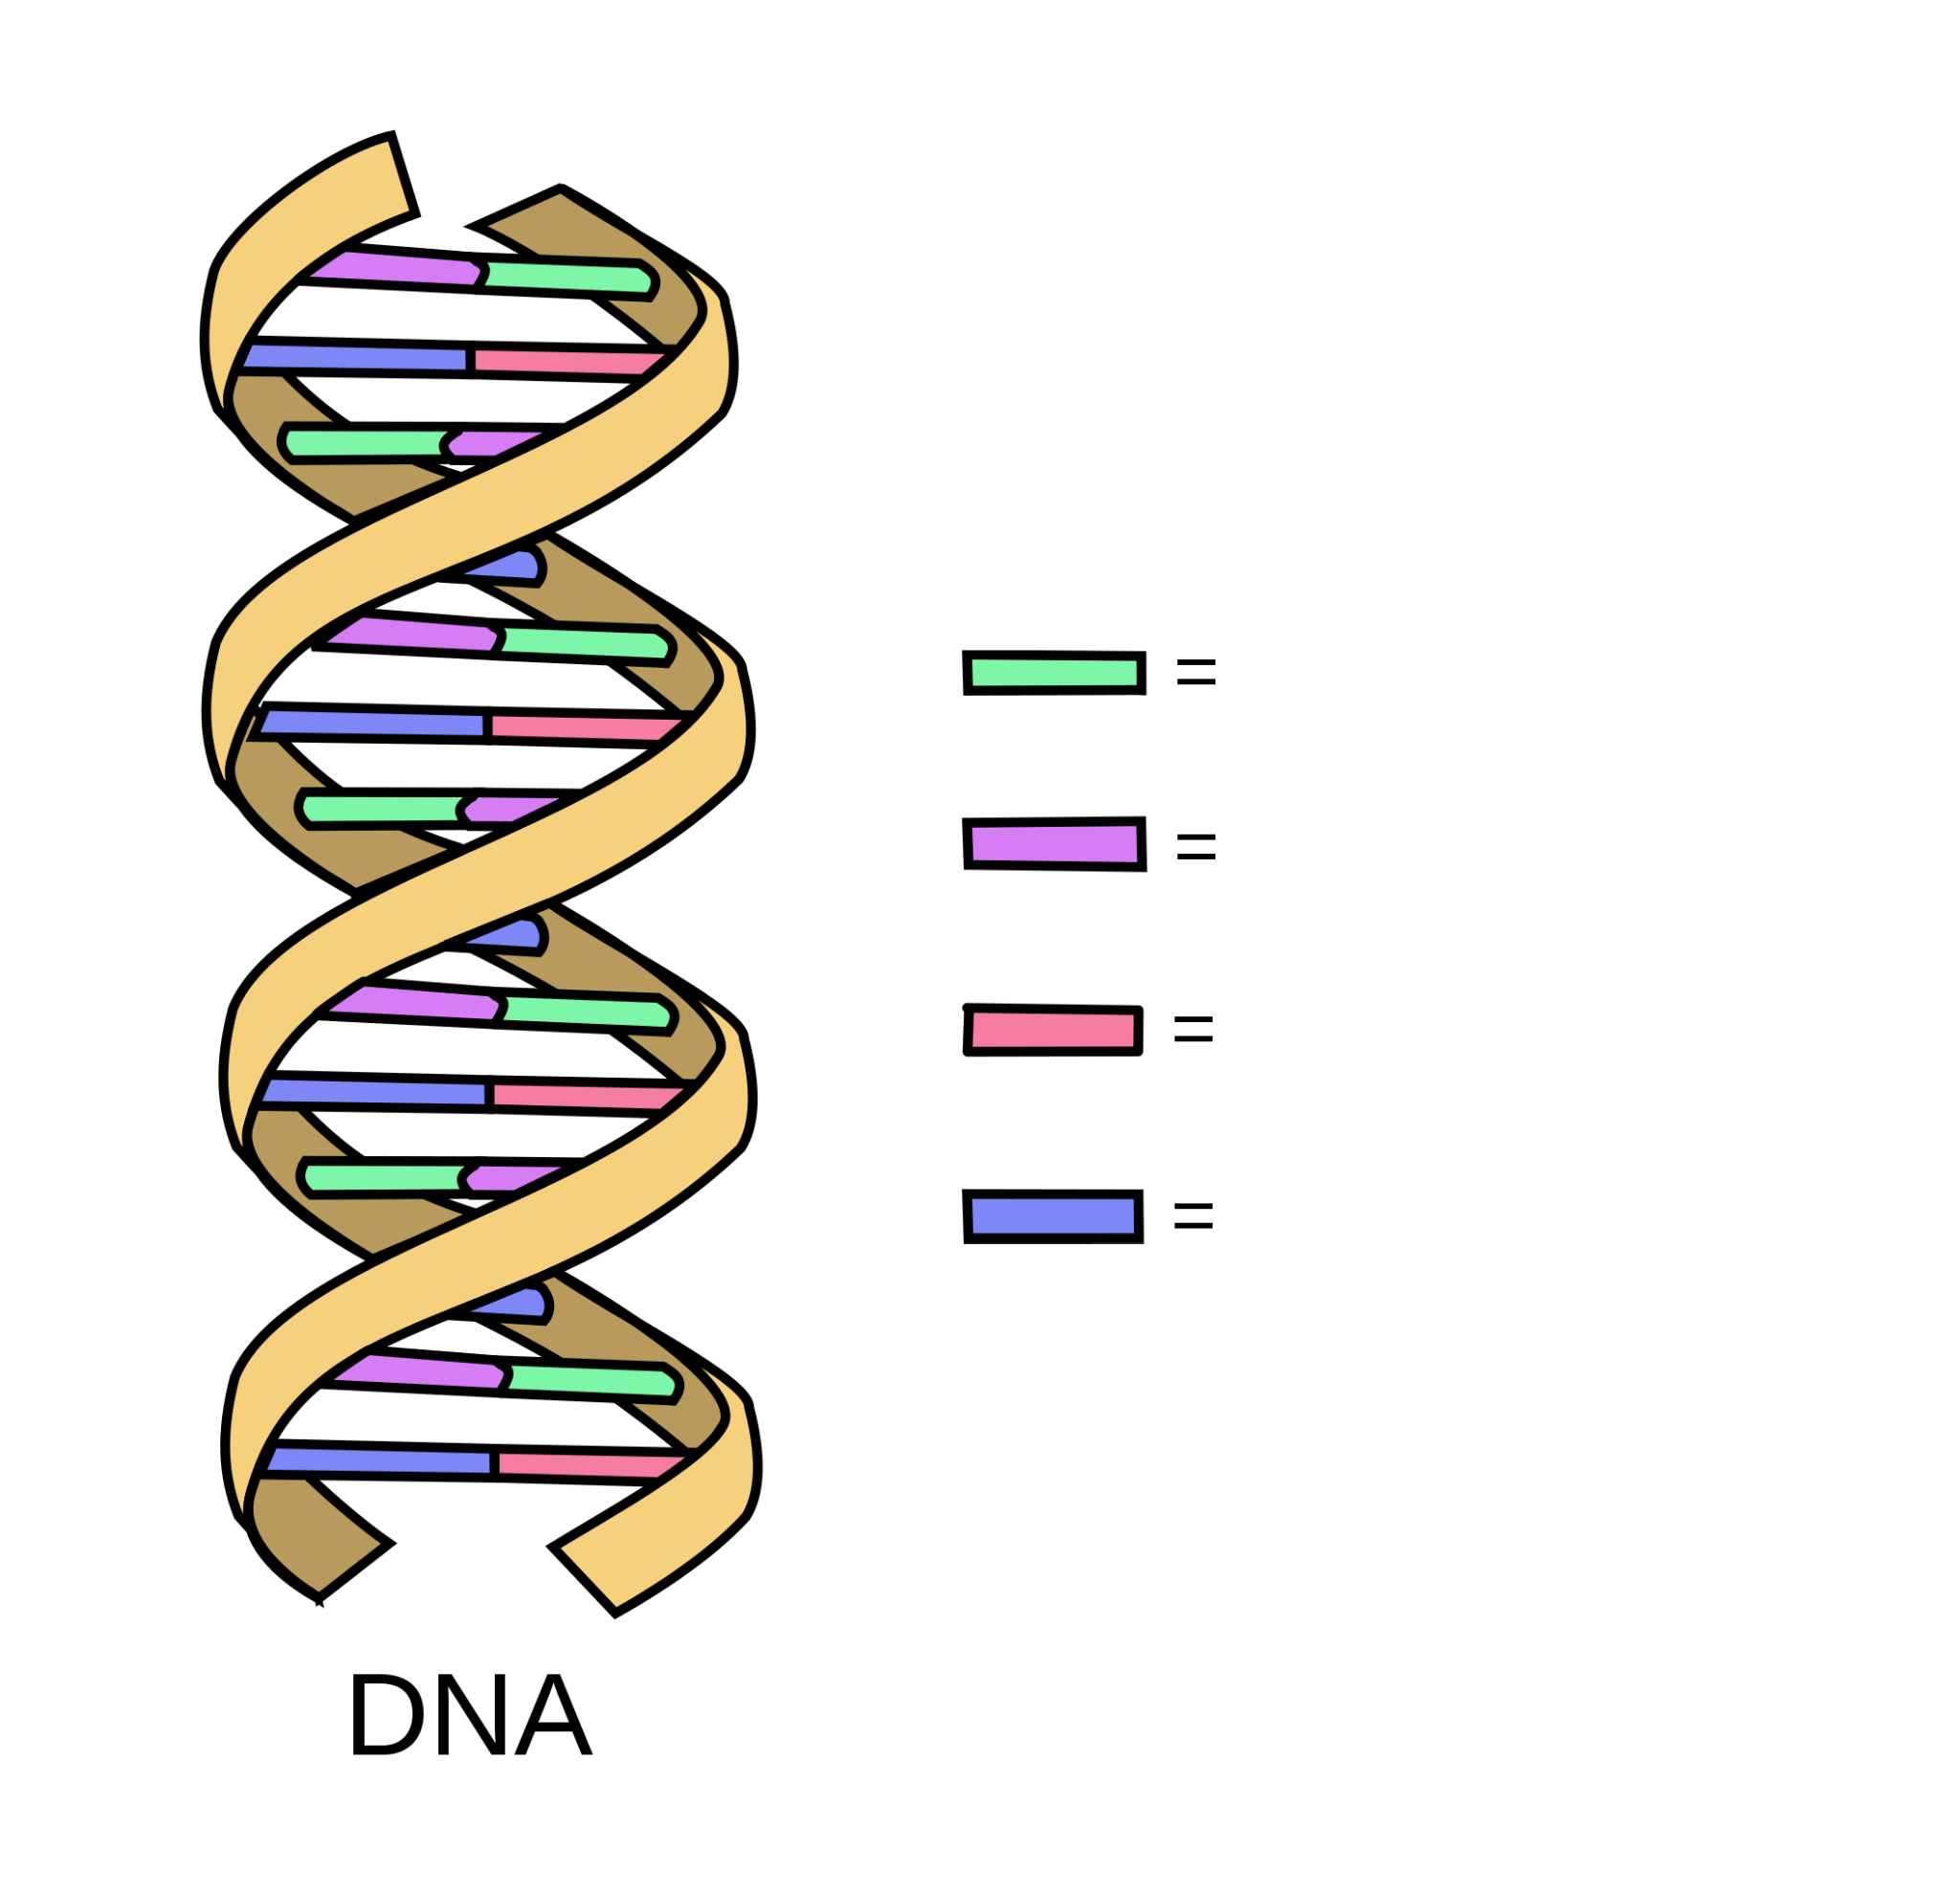 =
=
=
=
DNA